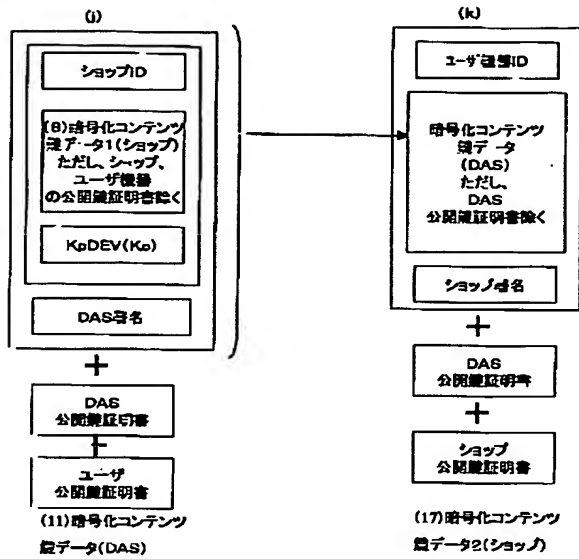 (j)
ショップID
(8)暗号化コンテンツ
鍵データ1(ショップ)
ただし、ショップ、
ユーザ機器
の公開鍵証明書除く
KpDEV(Kc)
DAS署名
+
DAS
公開鍵証明書
+
ユーザ
公開鍵証明書
(11)暗号化コンテンツ
鍵データ(DAS)
(k)
ユーザ機器ID
暗号化コンテンツ
鍵データ
(DAS)
ただし、
DAS
公開鍵証明書除く
ショップ署名
+
DAS
公開鍵証明書
+
ショップ
公開鍵証明書
(17)暗号化コンテンツ
鍵データ2(ショップ)